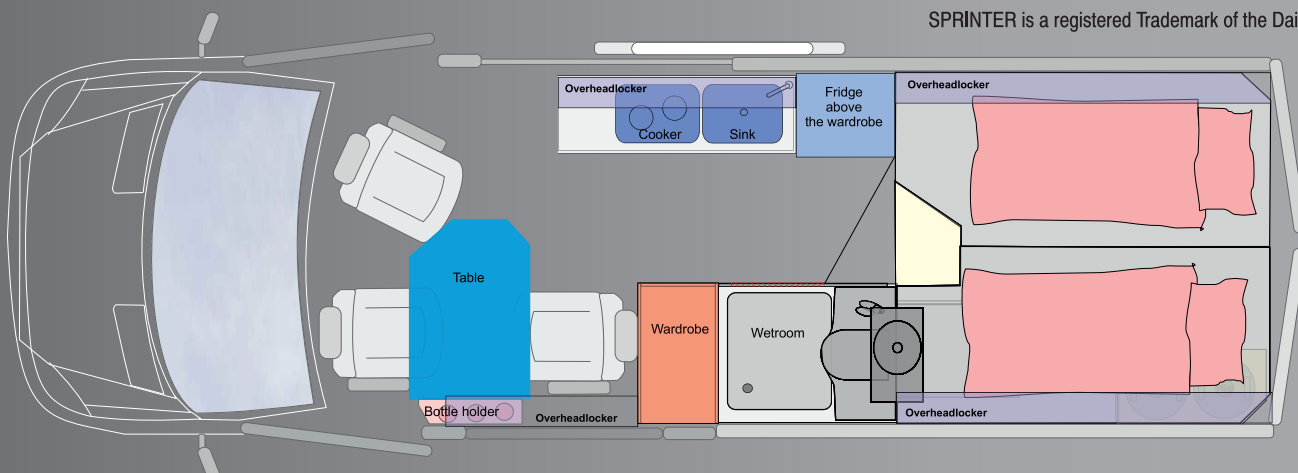 SPRINTER is a registered Trademark of the Dai
Overheadlocker
Cooker
Sink
Fridge
above
the wardrobe
Overheadlocker
Table
Wardrobe
Wetroom
Bottle holder
Overheadlocker
Overheadlocker